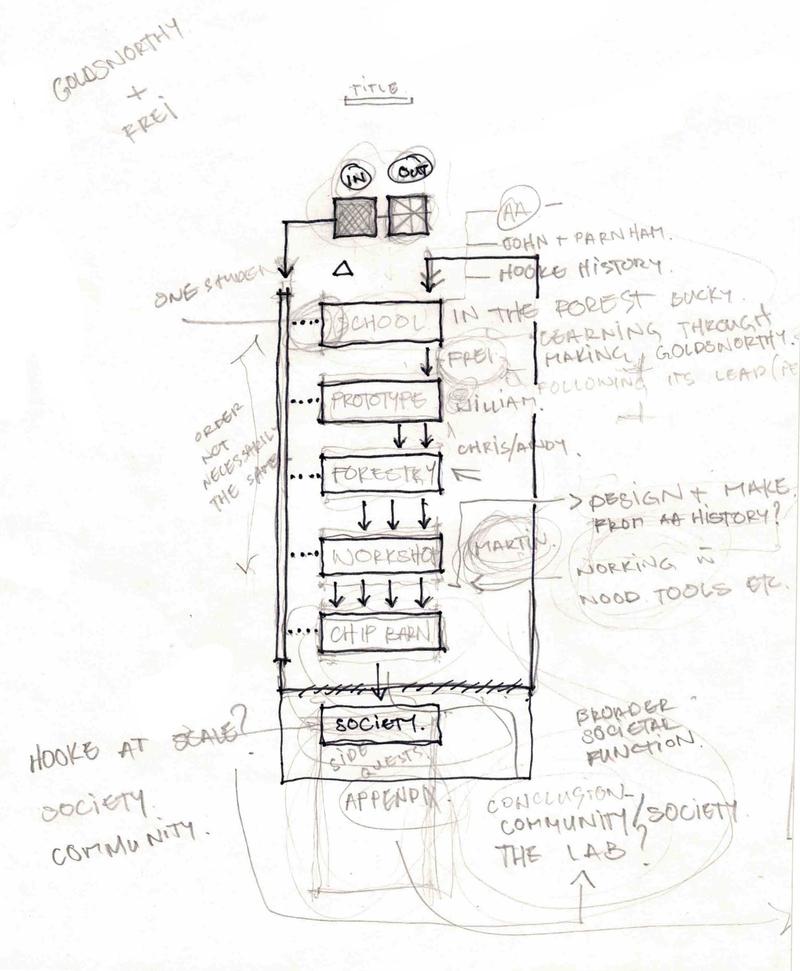 GOLDSWORTHY
+
FREI
TITLE
IN
OUT
AA
JOHN + PARNHAM.
HOOKE HISTORY.
ONE STUDEN
SCHOOL
IN THE FOREST BUCKY.
LEARNING THROUGH
MAKING, GOLDSWORTHY.
FREI
FOLLOWING ITS LEAD
PROTOTYPE
WILLIAM.
ORDER
NOT
NECESSARILY
THE SAME
CHRIS/ANDY.
FORESTRY
DESIGN + MAKE
FROM AA HISTORY?
WORKSHOP
MARTIN.
WORKING W
WOOD TOOLS ETC.
CHIP BARN
SOCIETY.
HOOKE AT SCALE?
SOCIETY.
COMMUNITY.
SIDE
QUESTS.
BROADER
SOCIETAL
FUNCTION.
APPENDIX.
CONCLUSION-
COMMUNITY/SOCIETY
THE LAB?